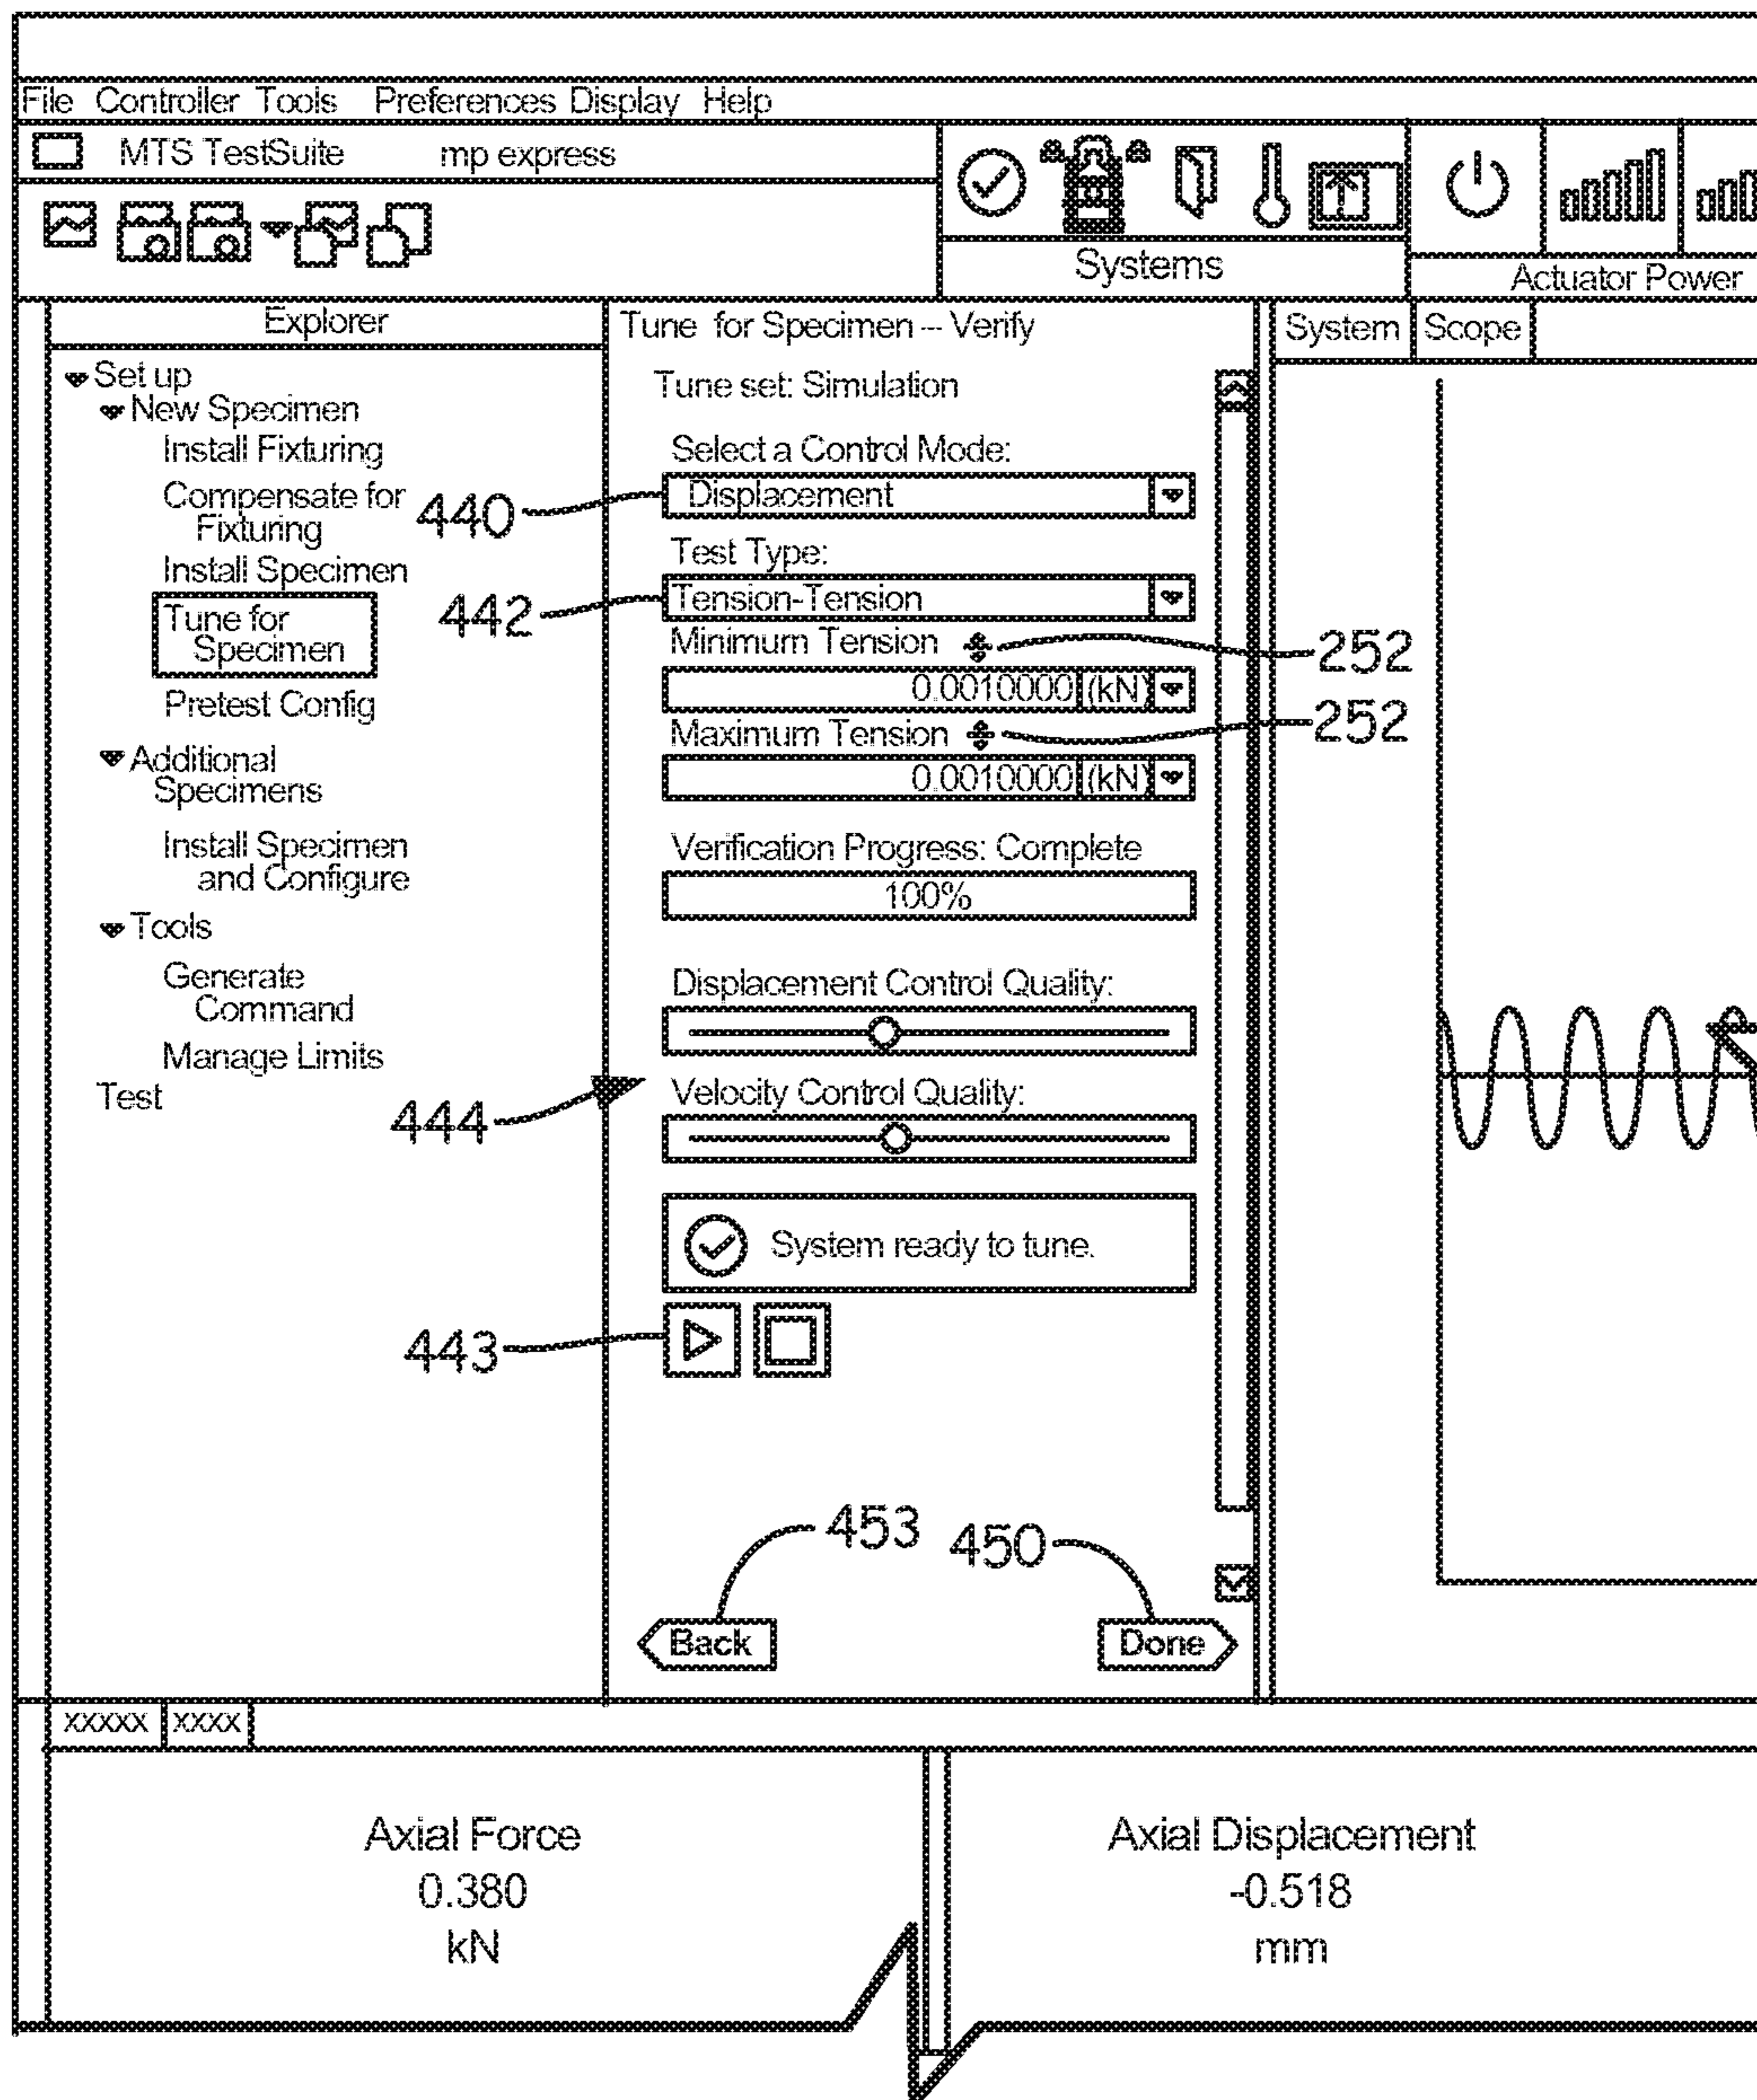 File Controller Tools Preferences Display Help
MTS TestSuite mp express
Systems
Actuator Power
Explorer
Set up
New Specimen
Install Fixturing
Compensate for
Fixturing
Install Specimen
Tune for
Specimen
Pretest Config
Additional
Specimens
Install Specimen
and Configure
Tools
Generate
Command
Manage Limits
Test
Tune for Specimen -- Verify
Tune set: Simulation
Select a Control Mode:
440
Displacement
Test Type:
442
Tension-Tension
Minimum Tension
252
0.0010000 (kN)
Maximum Tension
252
0.0010000 (kN)
Verification Progress: Complete
100%
Displacement Control Quality:
444
Velocity Control Quality:
System ready to tune.
443
453
450
Back
Done
System
Scope
xxxxx xxxx
Axial Force
0.380
kN
Axial Displacement
-0.518
mm